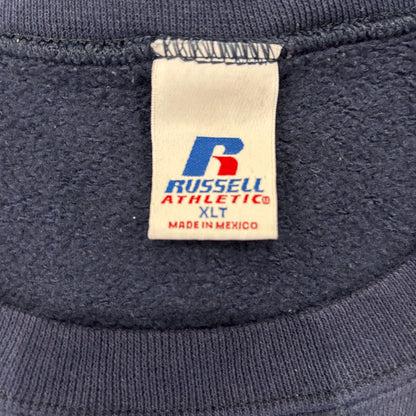 RUSSELL
ATHLETIC®
XLT
MADE IN MEXICO